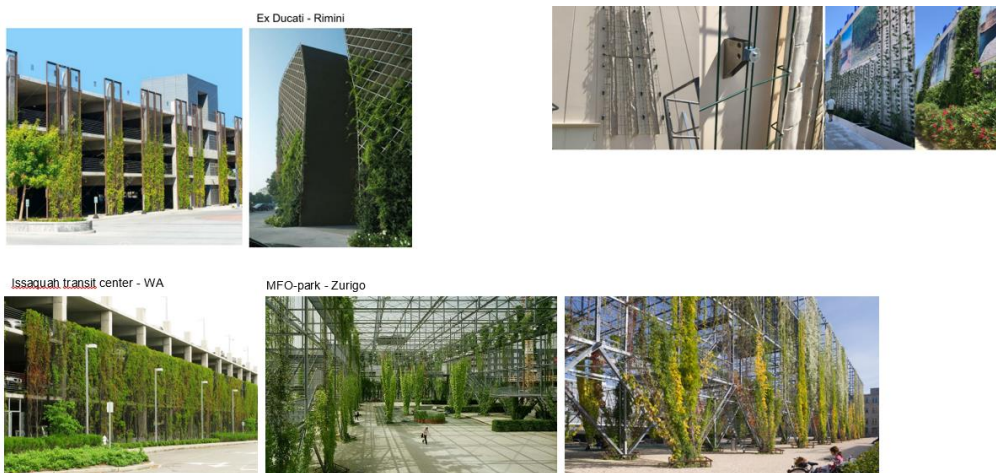 Ex Ducati - Rimini
Issaquah transit center - WA
MFO-park - Zurigo